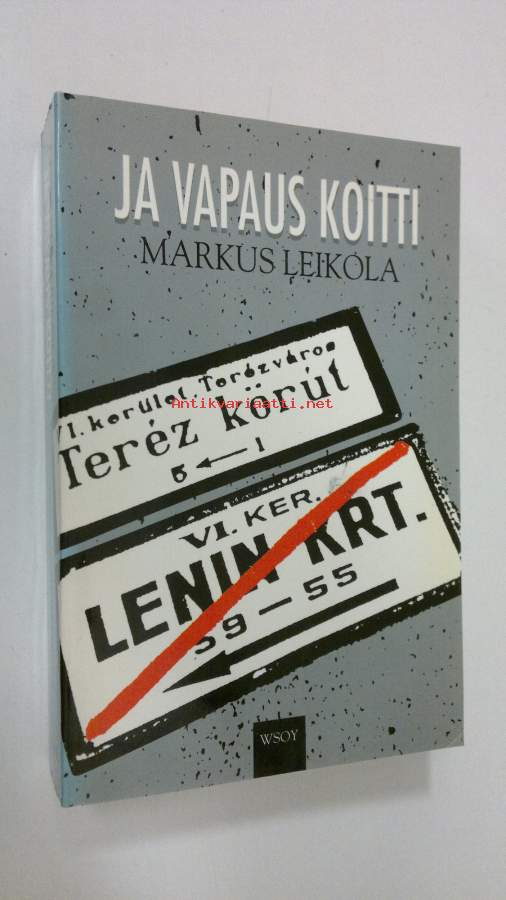 JA VAPAUS KOITTI
MARKUS LEIKOLA
VI. kerület Terézváros
Antikvariaatti.net
Teréz körút
5 ← 1
VI. KER.
LENIN KRT.
59 – 55
WSOY